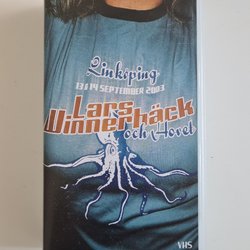 Linköping
13 & 14 SEPTEMBER 2003
Lars
Winnerbäck
och Hovet
VHS